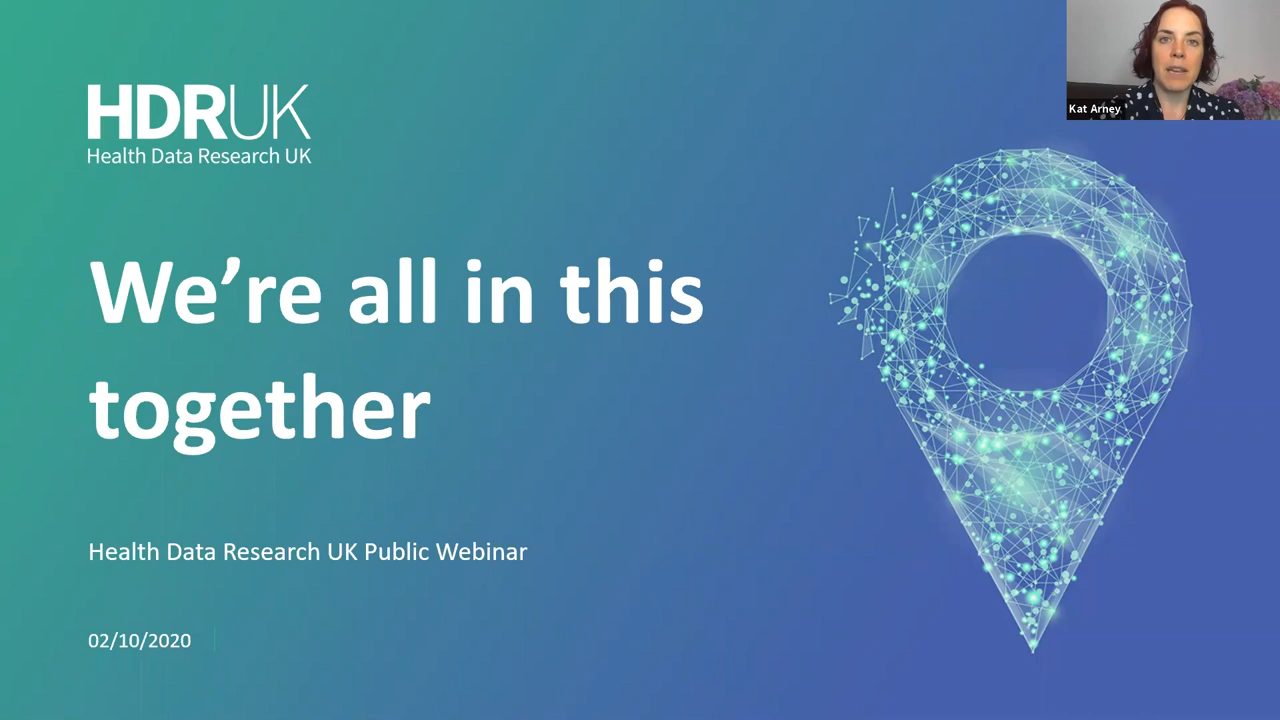 HDRUK
Health Data Research UK
Kat Arney
We’re all in this
together
Health Data Research UK Public Webinar
02/10/2020